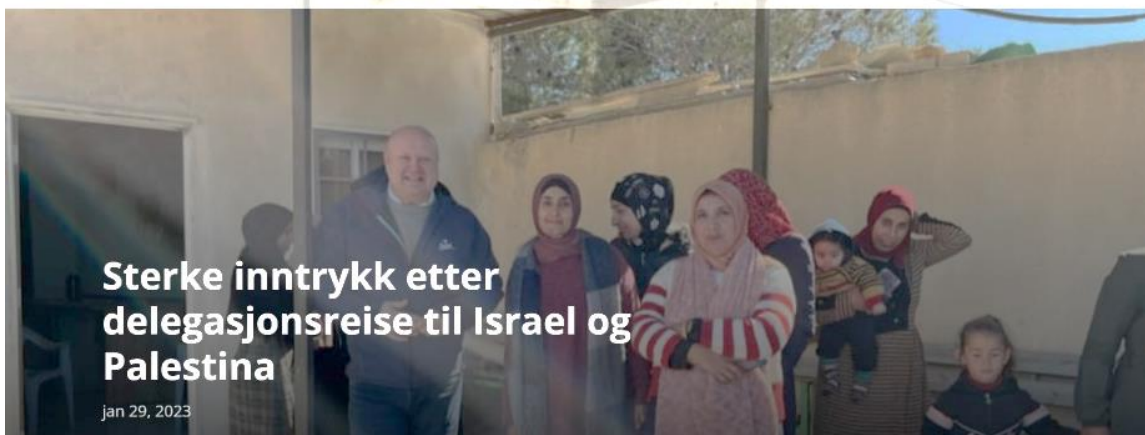 Sterke inntrykk etter
delegasjonsreise til Israel og
Palestina
jan 29, 2023